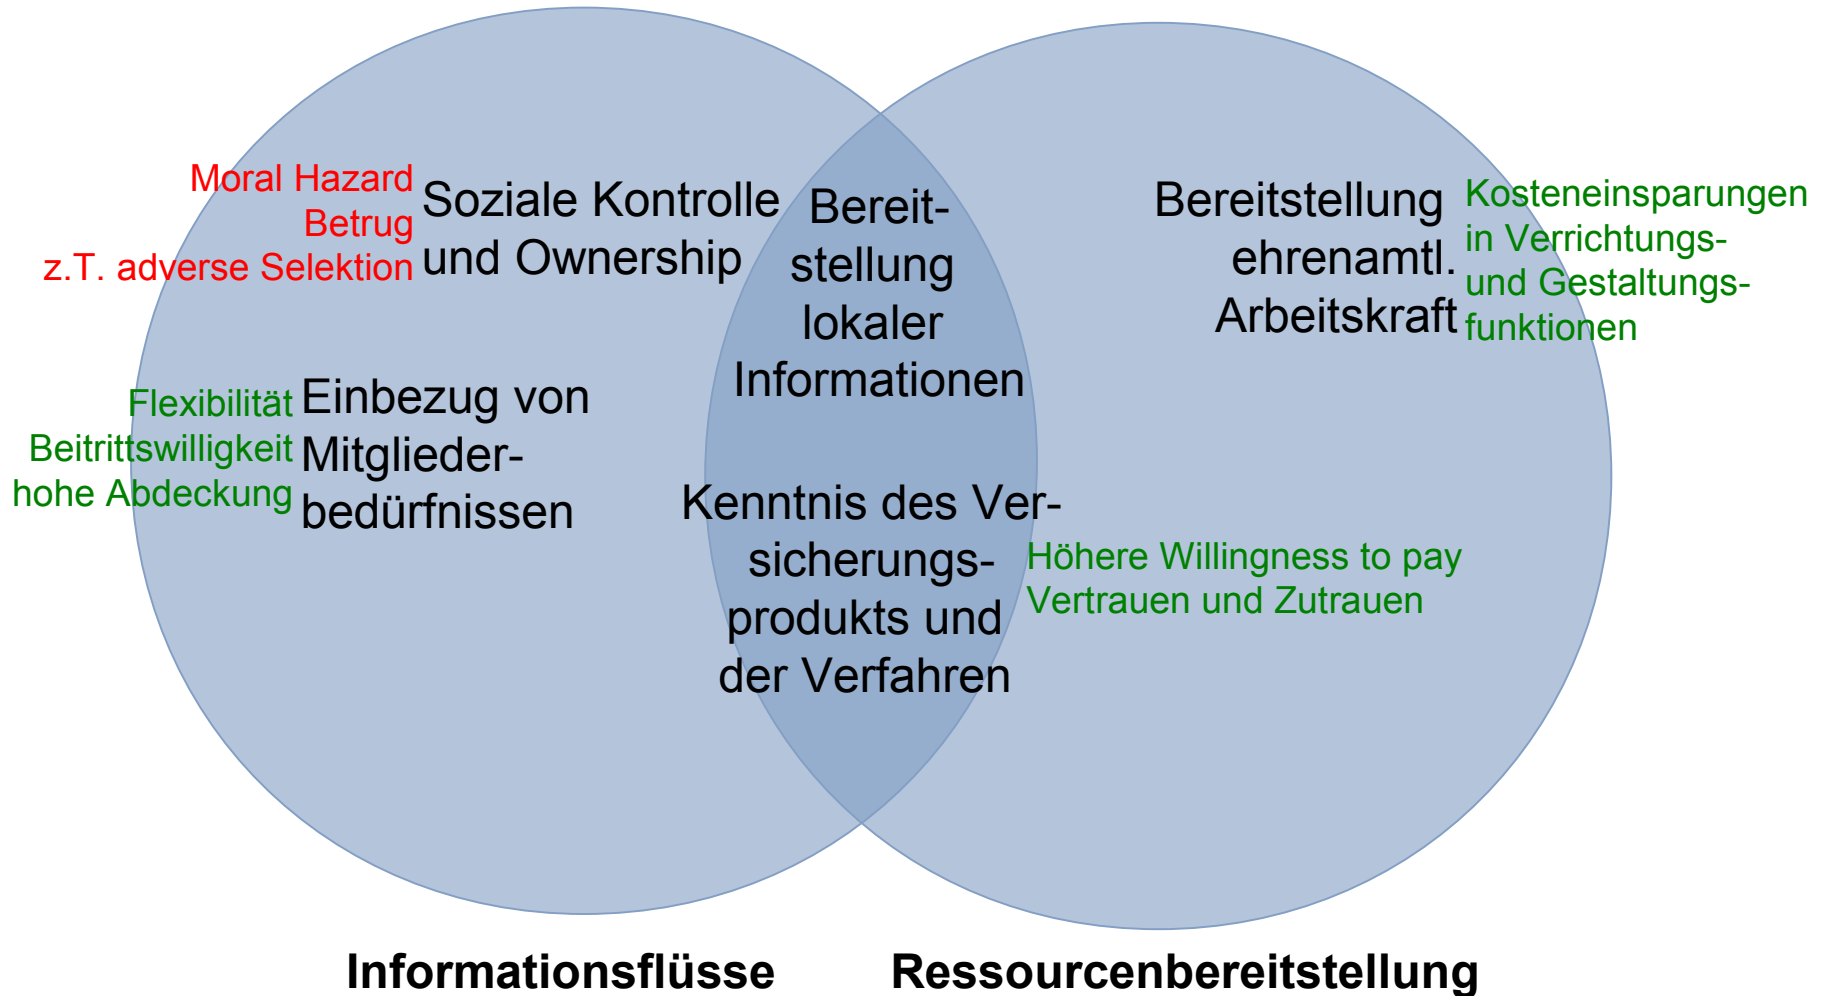 Moral Hazard
Betrug
z.T. adverse Selektion
Soziale Kontrolle
und Ownership
Flexibilität
Beitrittswilligkeit
hohe Abdeckung
Einbezug von
Mitglieder-
bedürfnissen
Bereit-
stellung
lokaler
Informationen
Kenntnis des Ver-
sicherungs-
produkts und
der Verfahren
Höhere Willingness to pay
Vertrauen und Zutrauen
Bereitstellung
ehrenamtl.
Arbeitskraft
Kosteneinsparungen
in Verrichtungs-
und Gestaltungs-
funktionen
Informationsflüsse
Ressourcenbereitstellung